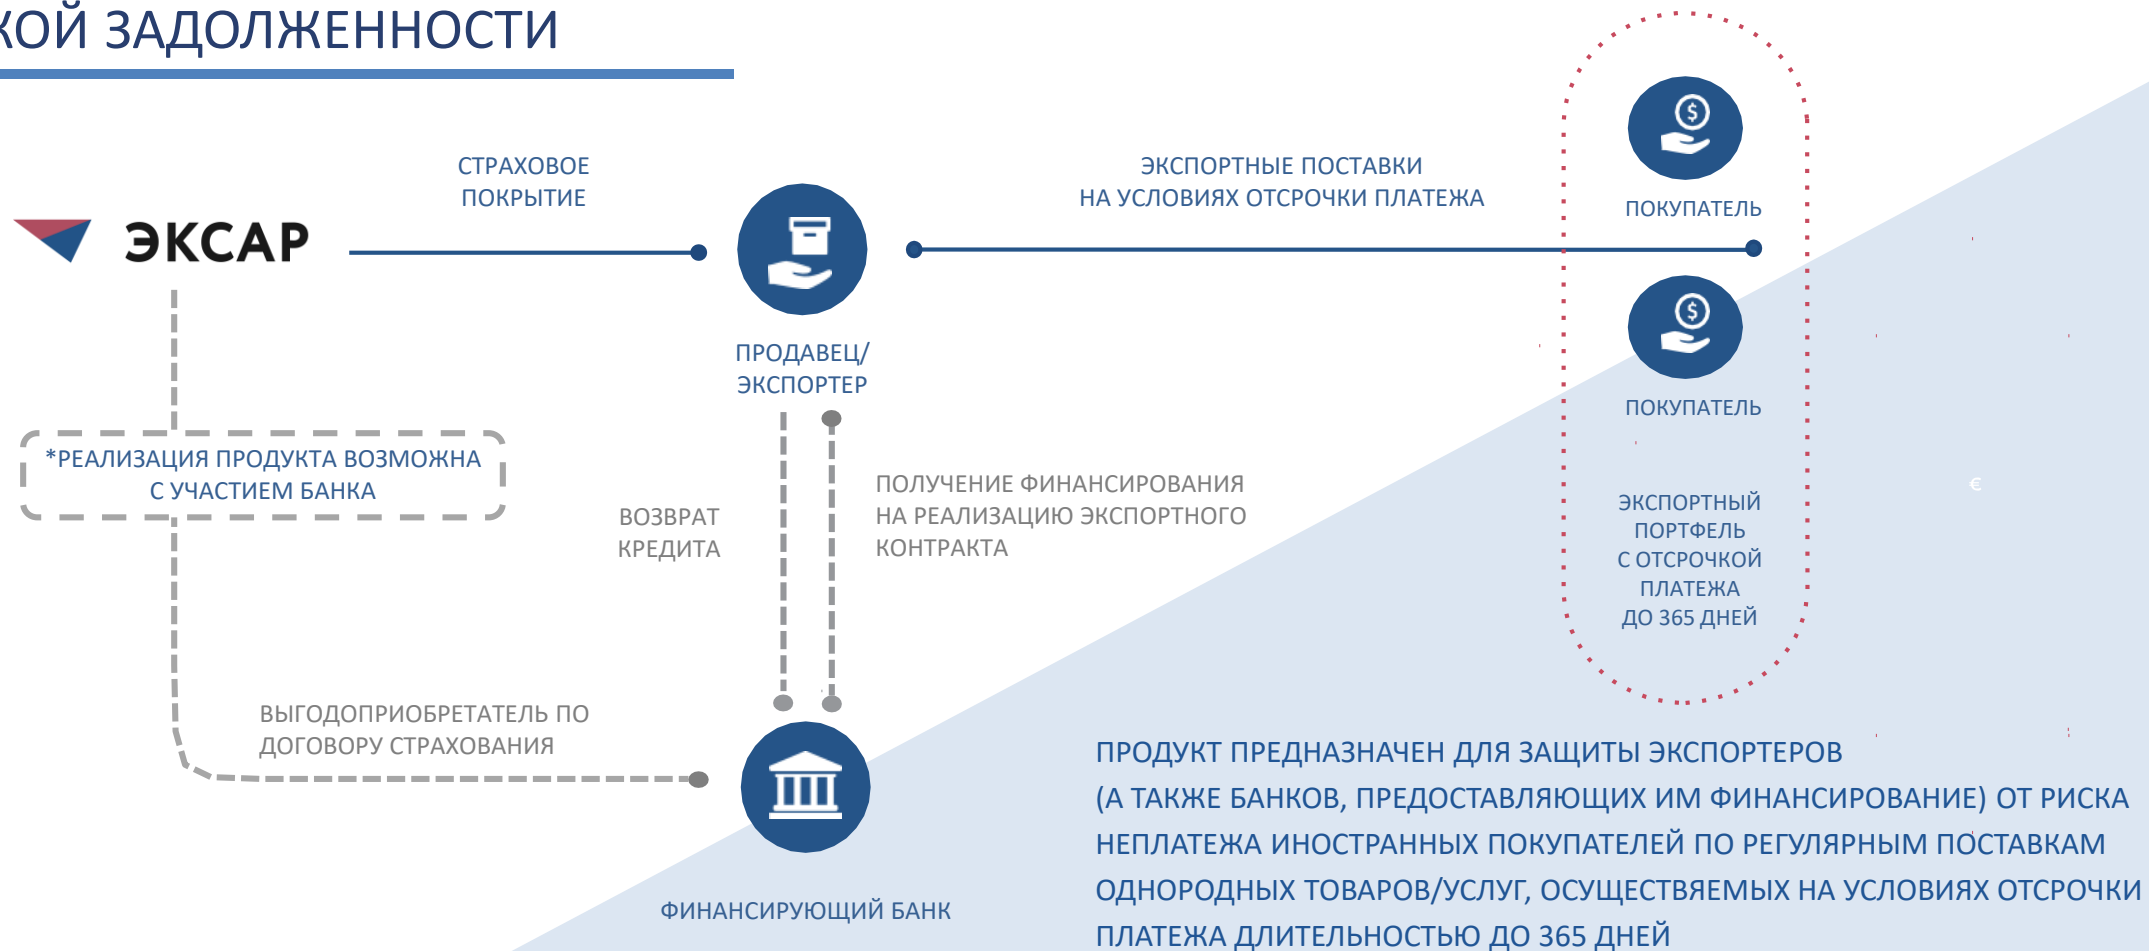 КОЙ ЗАДОЛЖЕННОСТИ
СТРАХОВОЕ
ПОКРЫТИЕ
ЭКСПОРТНЫЕ ПОСТАВКИ
НА УСЛОВИЯХ ОТСРОЧКИ ПЛАТЕЖА
ПОКУПАТЕЛЬ
ЭКСАР
ПРОДАВЕЦ/
ЭКСПОРТЕР
ПОКУПАТЕЛЬ
*РЕАЛИЗАЦИЯ ПРОДУКТА ВОЗМОЖНА
С УЧАСТИЕМ БАНКА
ВОЗВРАТ
КРЕДИТА
ПОЛУЧЕНИЕ ФИНАНСИРОВАНИЯ
НА РЕАЛИЗАЦИЮ ЭКСПОРТНОГО
КОНТРАКТА
ЭКСПОРТНЫЙ
ПОРТФЕЛЬ
С ОТСРОЧКОЙ
ПЛАТЕЖА
ДО 365 ДНЕЙ
€
ВЫГОДОПРИОБРЕТАТЕЛЬ ПО
ДОГОВОРУ СТРАХОВАНИЯ
ФИНАНСИРУЮЩИЙ БАНК
ПРОДУКТ ПРЕДНАЗНАЧЕН ДЛЯ ЗАЩИТЫ ЭКСПОРТЕРОВ
(А ТАКЖЕ БАНКОВ, ПРЕДОСТАВЛЯЮЩИХ ИМ ФИНАНСИРОВАНИЕ) ОТ РИСКА
НЕПЛАТЕЖА ИНОСТРАННЫХ ПОКУПАТЕЛЕЙ ПО РЕГУЛЯРНЫМ ПОСТАВКАМ
ОДНОРОДНЫХ ТОВАРОВ/УСЛУГ, ОСУЩЕСТВЯЕМЫХ НА УСЛОВИЯХ ОТСРОЧКИ
ПЛАТЕЖА ДЛИТЕЛЬНОСТЬЮ ДО 365 ДНЕЙ